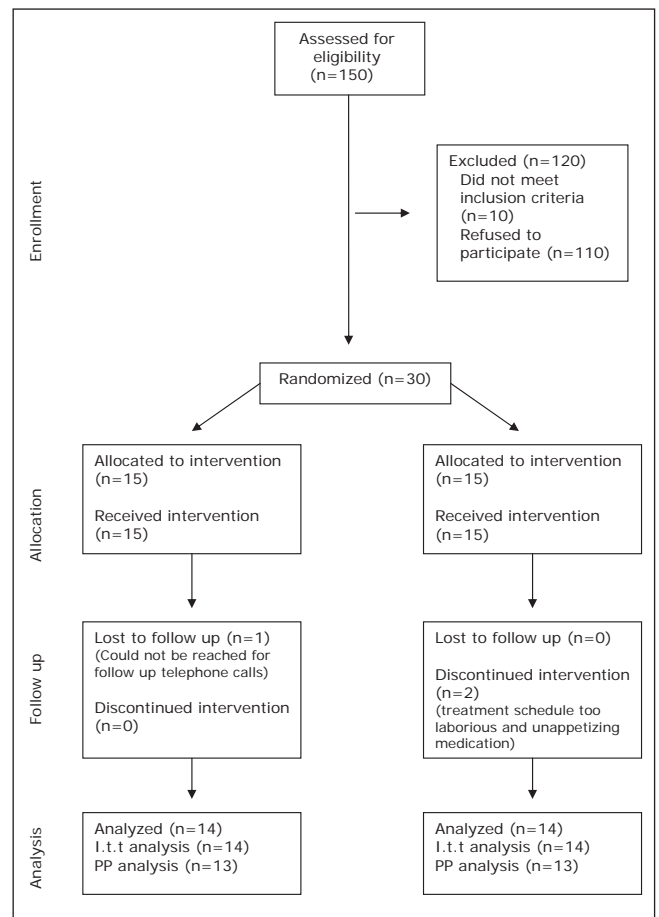 Assessed for
eligibility
(n=150)
Enrollment
Excluded (n=120)
Did not meet
inclusion criteria
(n=10)
Refused to
participate (n=110)
Randomized (n=30)
Allocation
Allocated to intervention
(n=15)
Received intervention
(n=15)
Allocated to intervention
(n=15)
Received intervention
(n=15)
Follow up
Lost to follow up (n=1)
(Could not be reached for
follow up telephone calls)
Discontinued intervention
(n=0)
Lost to follow up (n=0)
Discontinued intervention
(n=2)
(treatment schedule too
laborious and unappetizing
medication)
Analysis
Analyzed (n=14)
I.t.t analysis (n=14)
PP analysis (n=13)
Analyzed (n=14)
I.t.t analysis (n=14)
PP analysis (n=13)